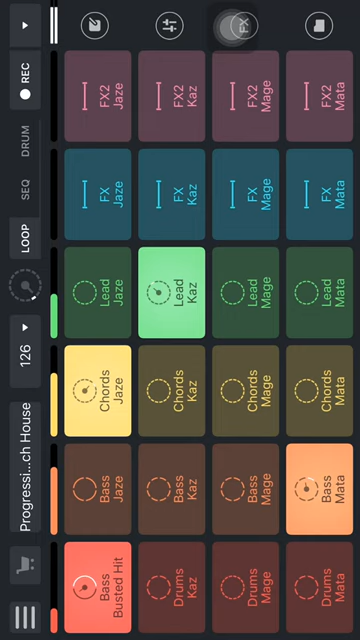 Progressi...ch House
126
LOOP
SEQ
DRUM
REC
FX
Bass
Busted Hit
Chords
Jaze
Lead
Jaze
FX
Jaze
FX2
Jaze
Bass
Jaze
Drums
Kaz
Bass
Kaz
Chords
Kaz
Lead
Kaz
FX
Kaz
FX2
Kaz
Drums
Mage
Bass
Mage
Chords
Mage
Lead
Mage
FX
Mage
FX2
Mage
Drums
Mata
Bass
Mata
Chords
Mata
Lead
Mata
FX
Mata
FX2
Mata